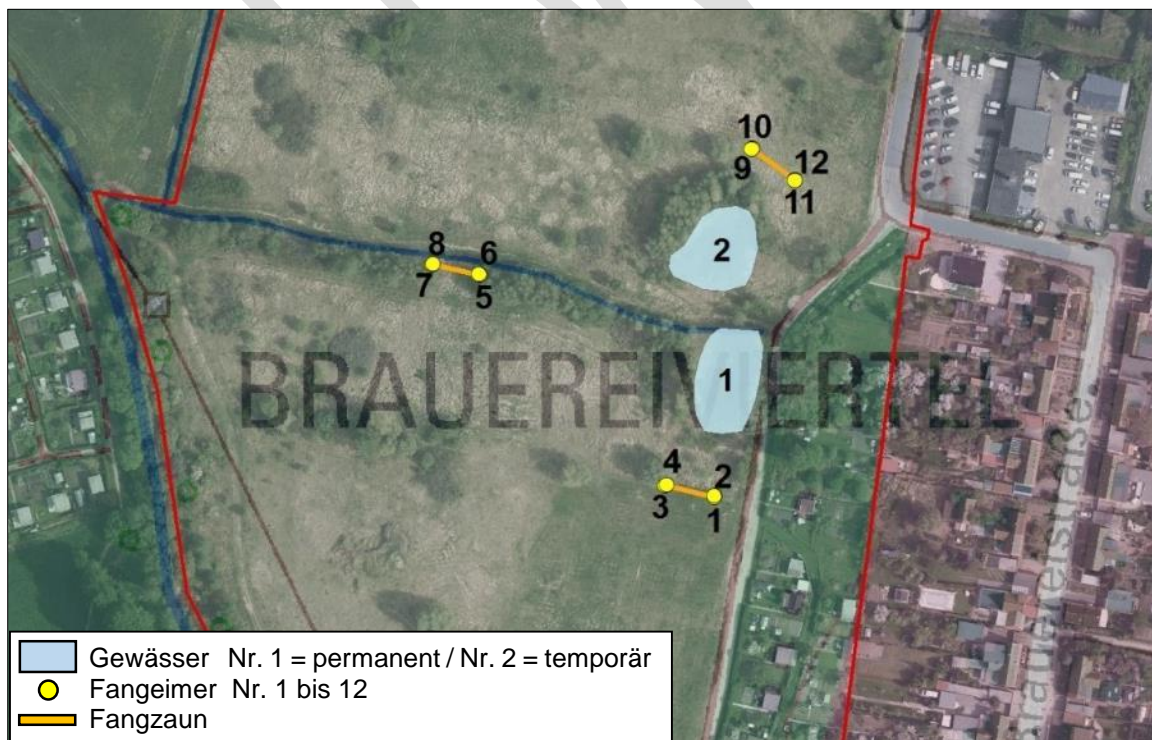 10
9
12
11
8
6
7
5
2
BRAUEREIVIERTEL
1
4
2
3
1
Brauerstraße
Gewässer Nr. 1 = permanent / Nr. 2 = temporär
Fangeimer Nr. 1 bis 12
Fangzaun